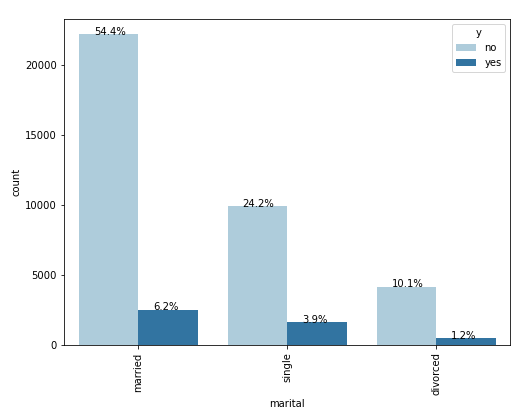 54.4%
y
no
yes
20000
15000
count
10000
24.2%
5000
10.1%
6.2%
3.9%
1.2%
0
married
single
divorced
marital